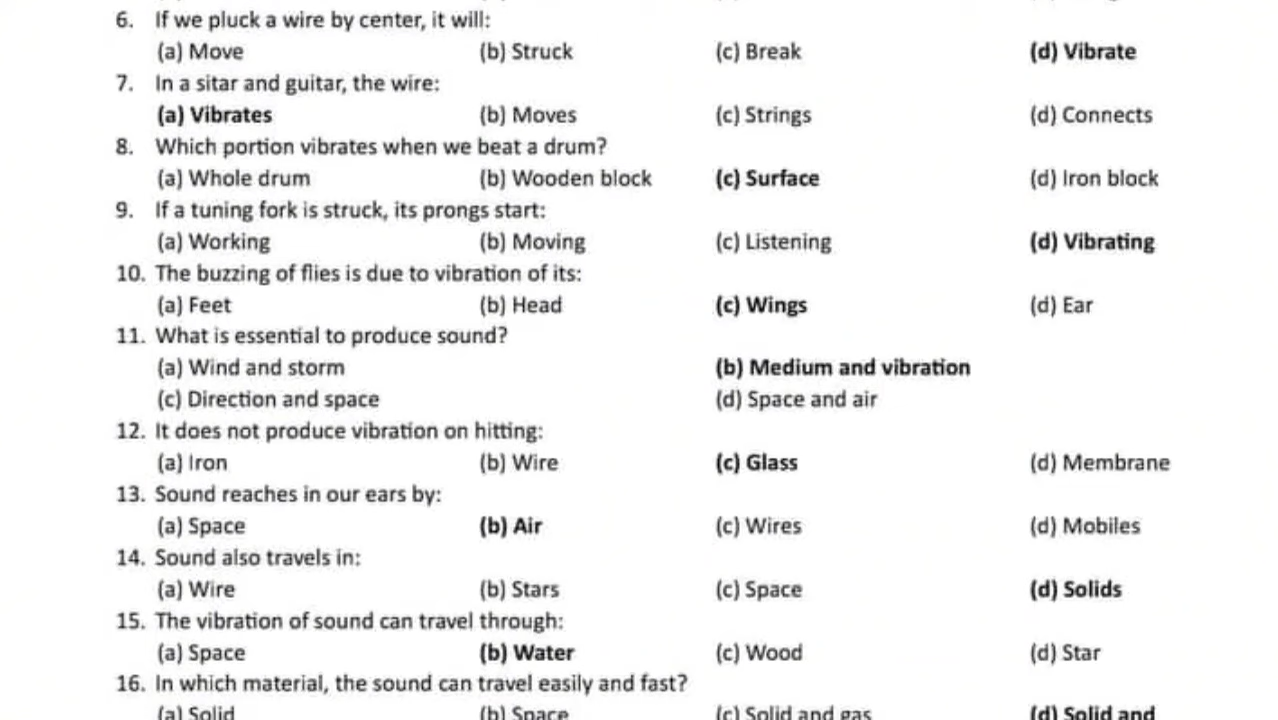 6. If we pluck a wire by center, it will:
(a) Move (b) Struck (c) Break (d) Vibrate
7. In a sitar and guitar, the wire:
(a) Vibrates (b) Moves (c) Strings (d) Connects
8. Which portion vibrates when we beat a drum?
(a) Whole drum (b) Wooden block (c) Surface (d) Iron block
9. If a tuning fork is struck, its prongs start:
(a) Working (b) Moving (c) Listening (d) Vibrating
10. The buzzing of flies is due to vibration of its:
(a) Feet (b) Head (c) Wings (d) Ear
11. What is essential to produce sound?
(a) Wind and storm (b) Medium and vibration
(c) Direction and space (d) Space and air
12. It does not produce vibration on hitting:
(a) Iron (b) Wire (c) Glass (d) Membrane
13. Sound reaches in our ears by:
(a) Space (b) Air (c) Wires (d) Mobiles
14. Sound also travels in:
(a) Wire (b) Stars (c) Space (d) Solids
15. The vibration of sound can travel through:
(a) Space (b) Water (c) Wood (d) Star
16. In which material, the sound can travel easily and fast?
(a) Solid (b) Space (c) Solid and gas (d) Solid and